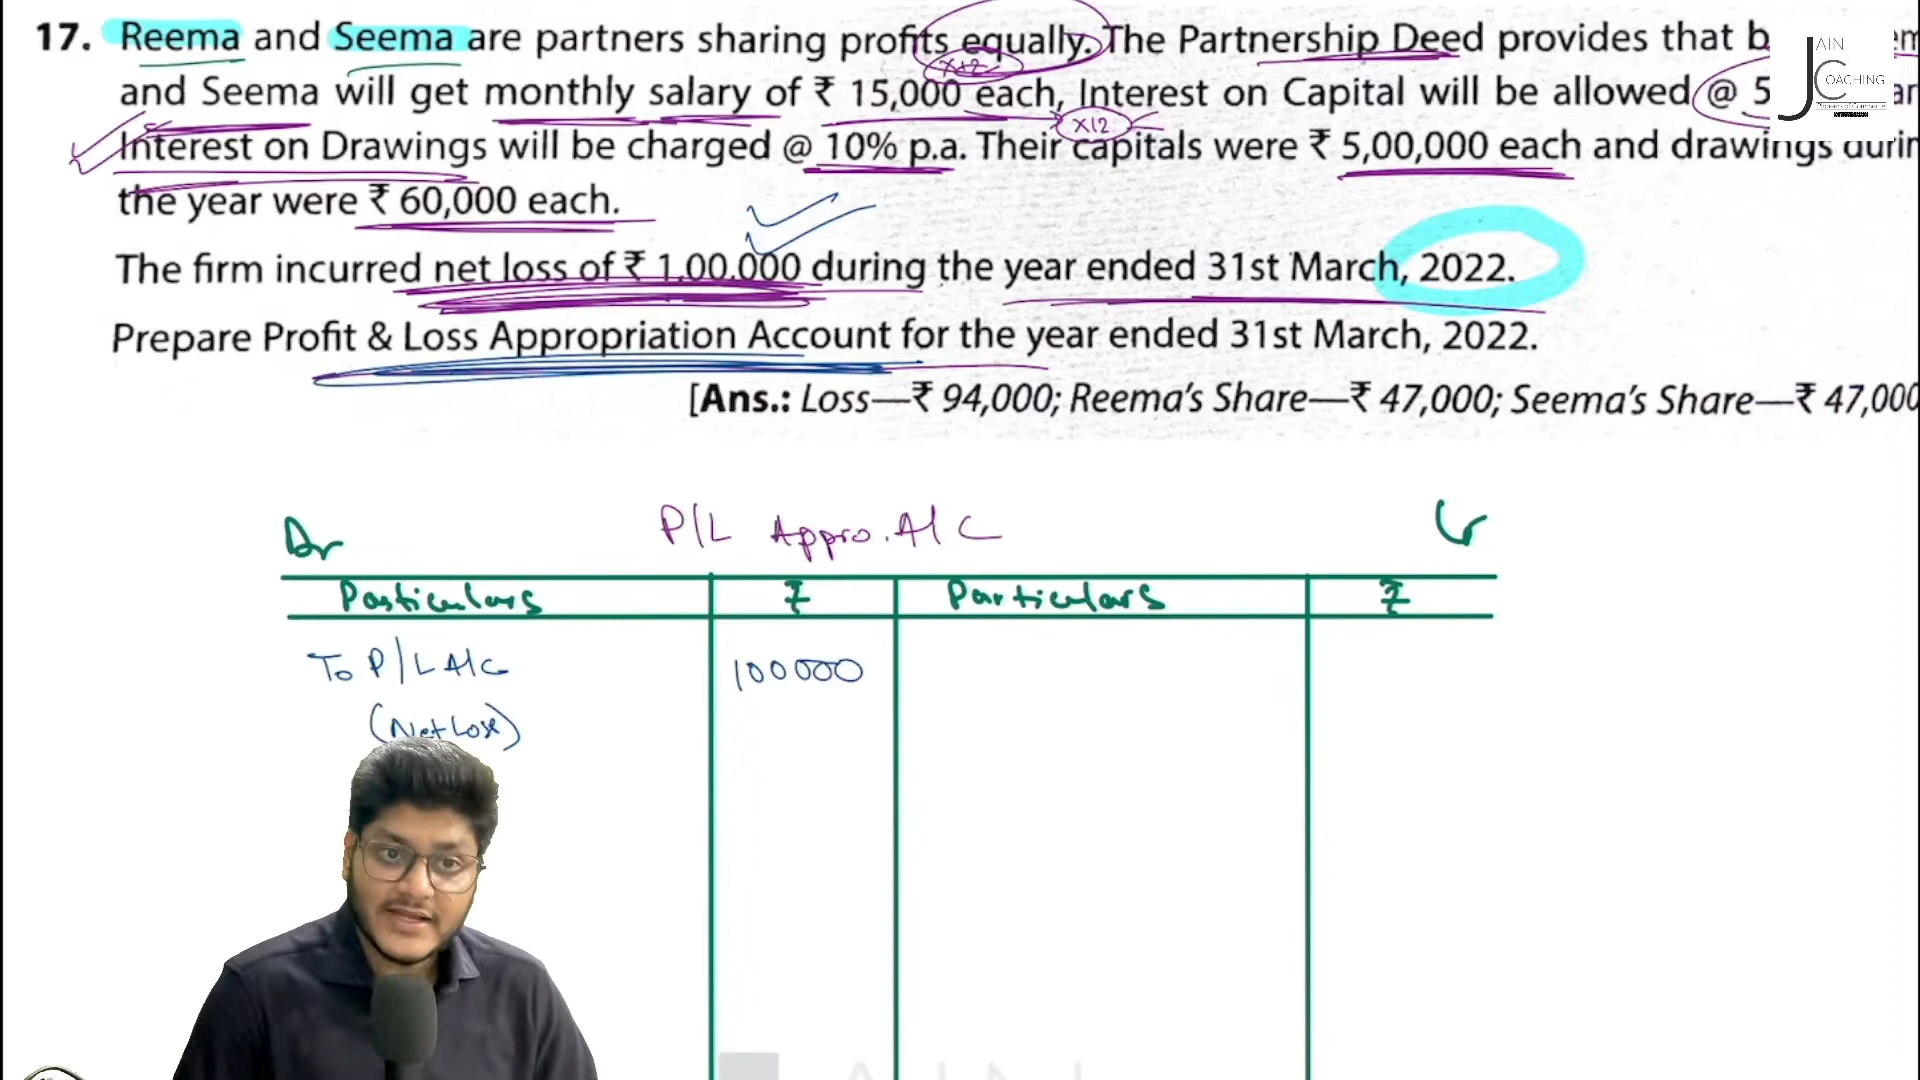 17. Reema and Seema are partners sharing profits equally. The Partnership Deed provides that b
and Seema will get monthly salary of ₹ 15,000 each, Interest on Capital will be allowed @ 5
Interest on Drawings will be charged @ 10% p.a. Their capitals were ₹ 5,00,000 each and drawings durin
the year were ₹ 60,000 each.
The firm incurred net loss of ₹ 1,00,000 during the year ended 31st March, 2022.
Prepare Profit & Loss Appropriation Account for the year ended 31st March, 2022.
[Ans.: Loss—₹ 94,000; Reema's Share—₹ 47,000; Seema's Share—₹ 47,000
X12
X12
JAIN
COACHING
Dr P/L Appro. A/C Cr
Particulars ₹ Particulars ₹
To P/L A/c 100000
(Net Loss)
JAIN